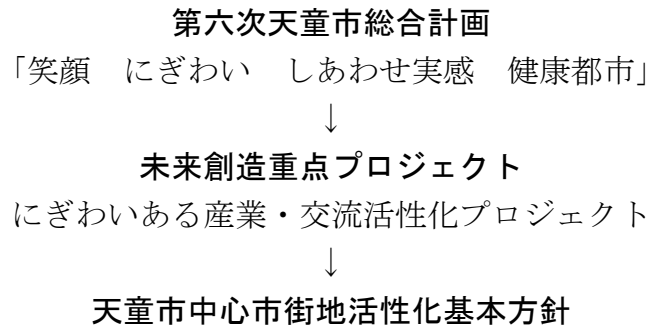 第六次天童市総合計画
「笑顔　にぎわい　しあわせ実感　健康都市」
↓
未来創造重点プロジェクト
にぎわいある産業・交流活性化プロジェクト
↓
天童市中心市街地活性化基本方針